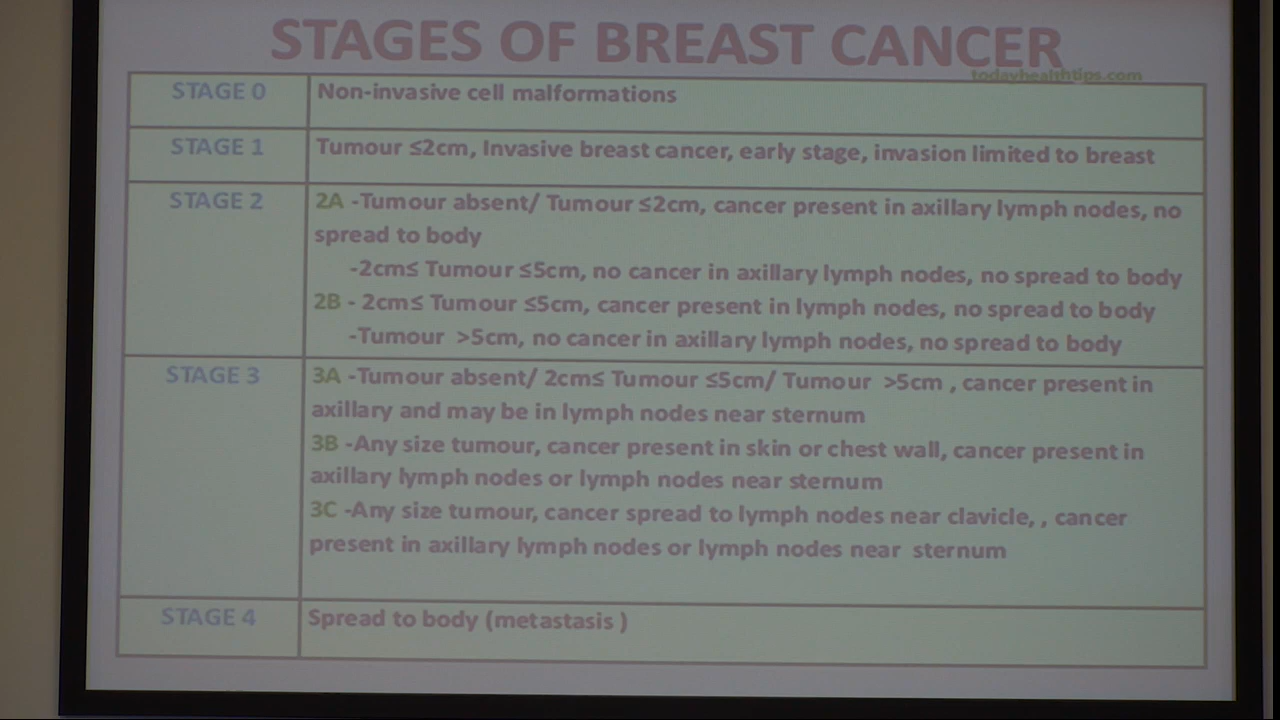 STAGES OF BREAST CANCER
todayhealthtips.com
STAGE 0
Non-invasive cell malformations
STAGE 1
Tumour ≤2cm, Invasive breast cancer, early stage, invasion limited to breast
STAGE 2
2A -Tumour absent/ Tumour ≤2cm, cancer present in axillary lymph nodes, no
spread to body
-2cm≤ Tumour ≤5cm, no cancer in axillary lymph nodes, no spread to body
2B - 2cm≤ Tumour ≤5cm, cancer present in lymph nodes, no spread to body
-Tumour >5cm, no cancer in axillary lymph nodes, no spread to body
STAGE 3
3A -Tumour absent/ 2cm≤ Tumour ≤5cm/ Tumour >5cm , cancer present in
axillary and may be in lymph nodes near sternum
3B -Any size tumour, cancer present in skin or chest wall, cancer present in
axillary lymph nodes or lymph nodes near sternum
3C -Any size tumour, cancer spread to lymph nodes near clavicle, , cancer
present in axillary lymph nodes or lymph nodes near sternum
STAGE 4
Spread to body (metastasis )